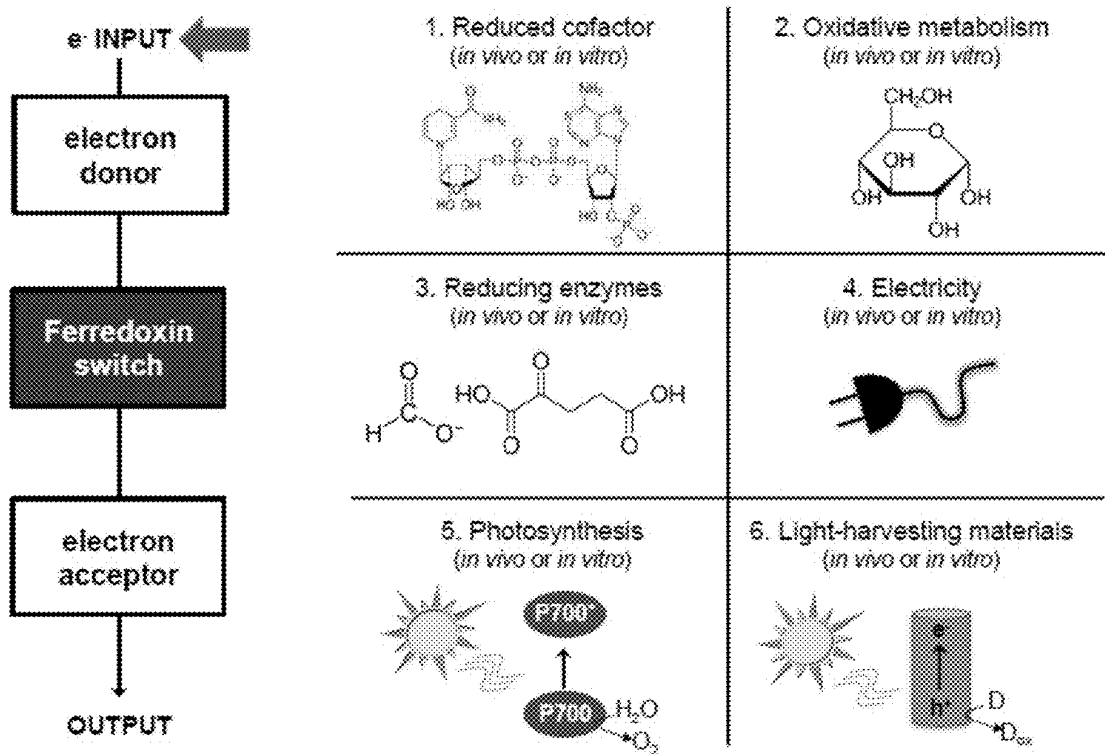 e⁻ INPUT
electron
donor
Ferredoxin
switch
electron
acceptor
OUTPUT
1. Reduced cofactor
(in vivo or in vitro)
2. Oxidative metabolism
(in vivo or in vitro)
CH₂OH
O
OH
OH
OH
OH
3. Reducing enzymes
(in vivo or in vitro)
O
H C O⁻
O
HO OH
O O
4. Electricity
(in vivo or in vitro)
5. Photosynthesis
(in vivo or in vitro)
P700*
P700
H₂O
O₂
6. Light-harvesting materials
(in vivo or in vitro)
e⁻
h⁺
D
Dₒₓ